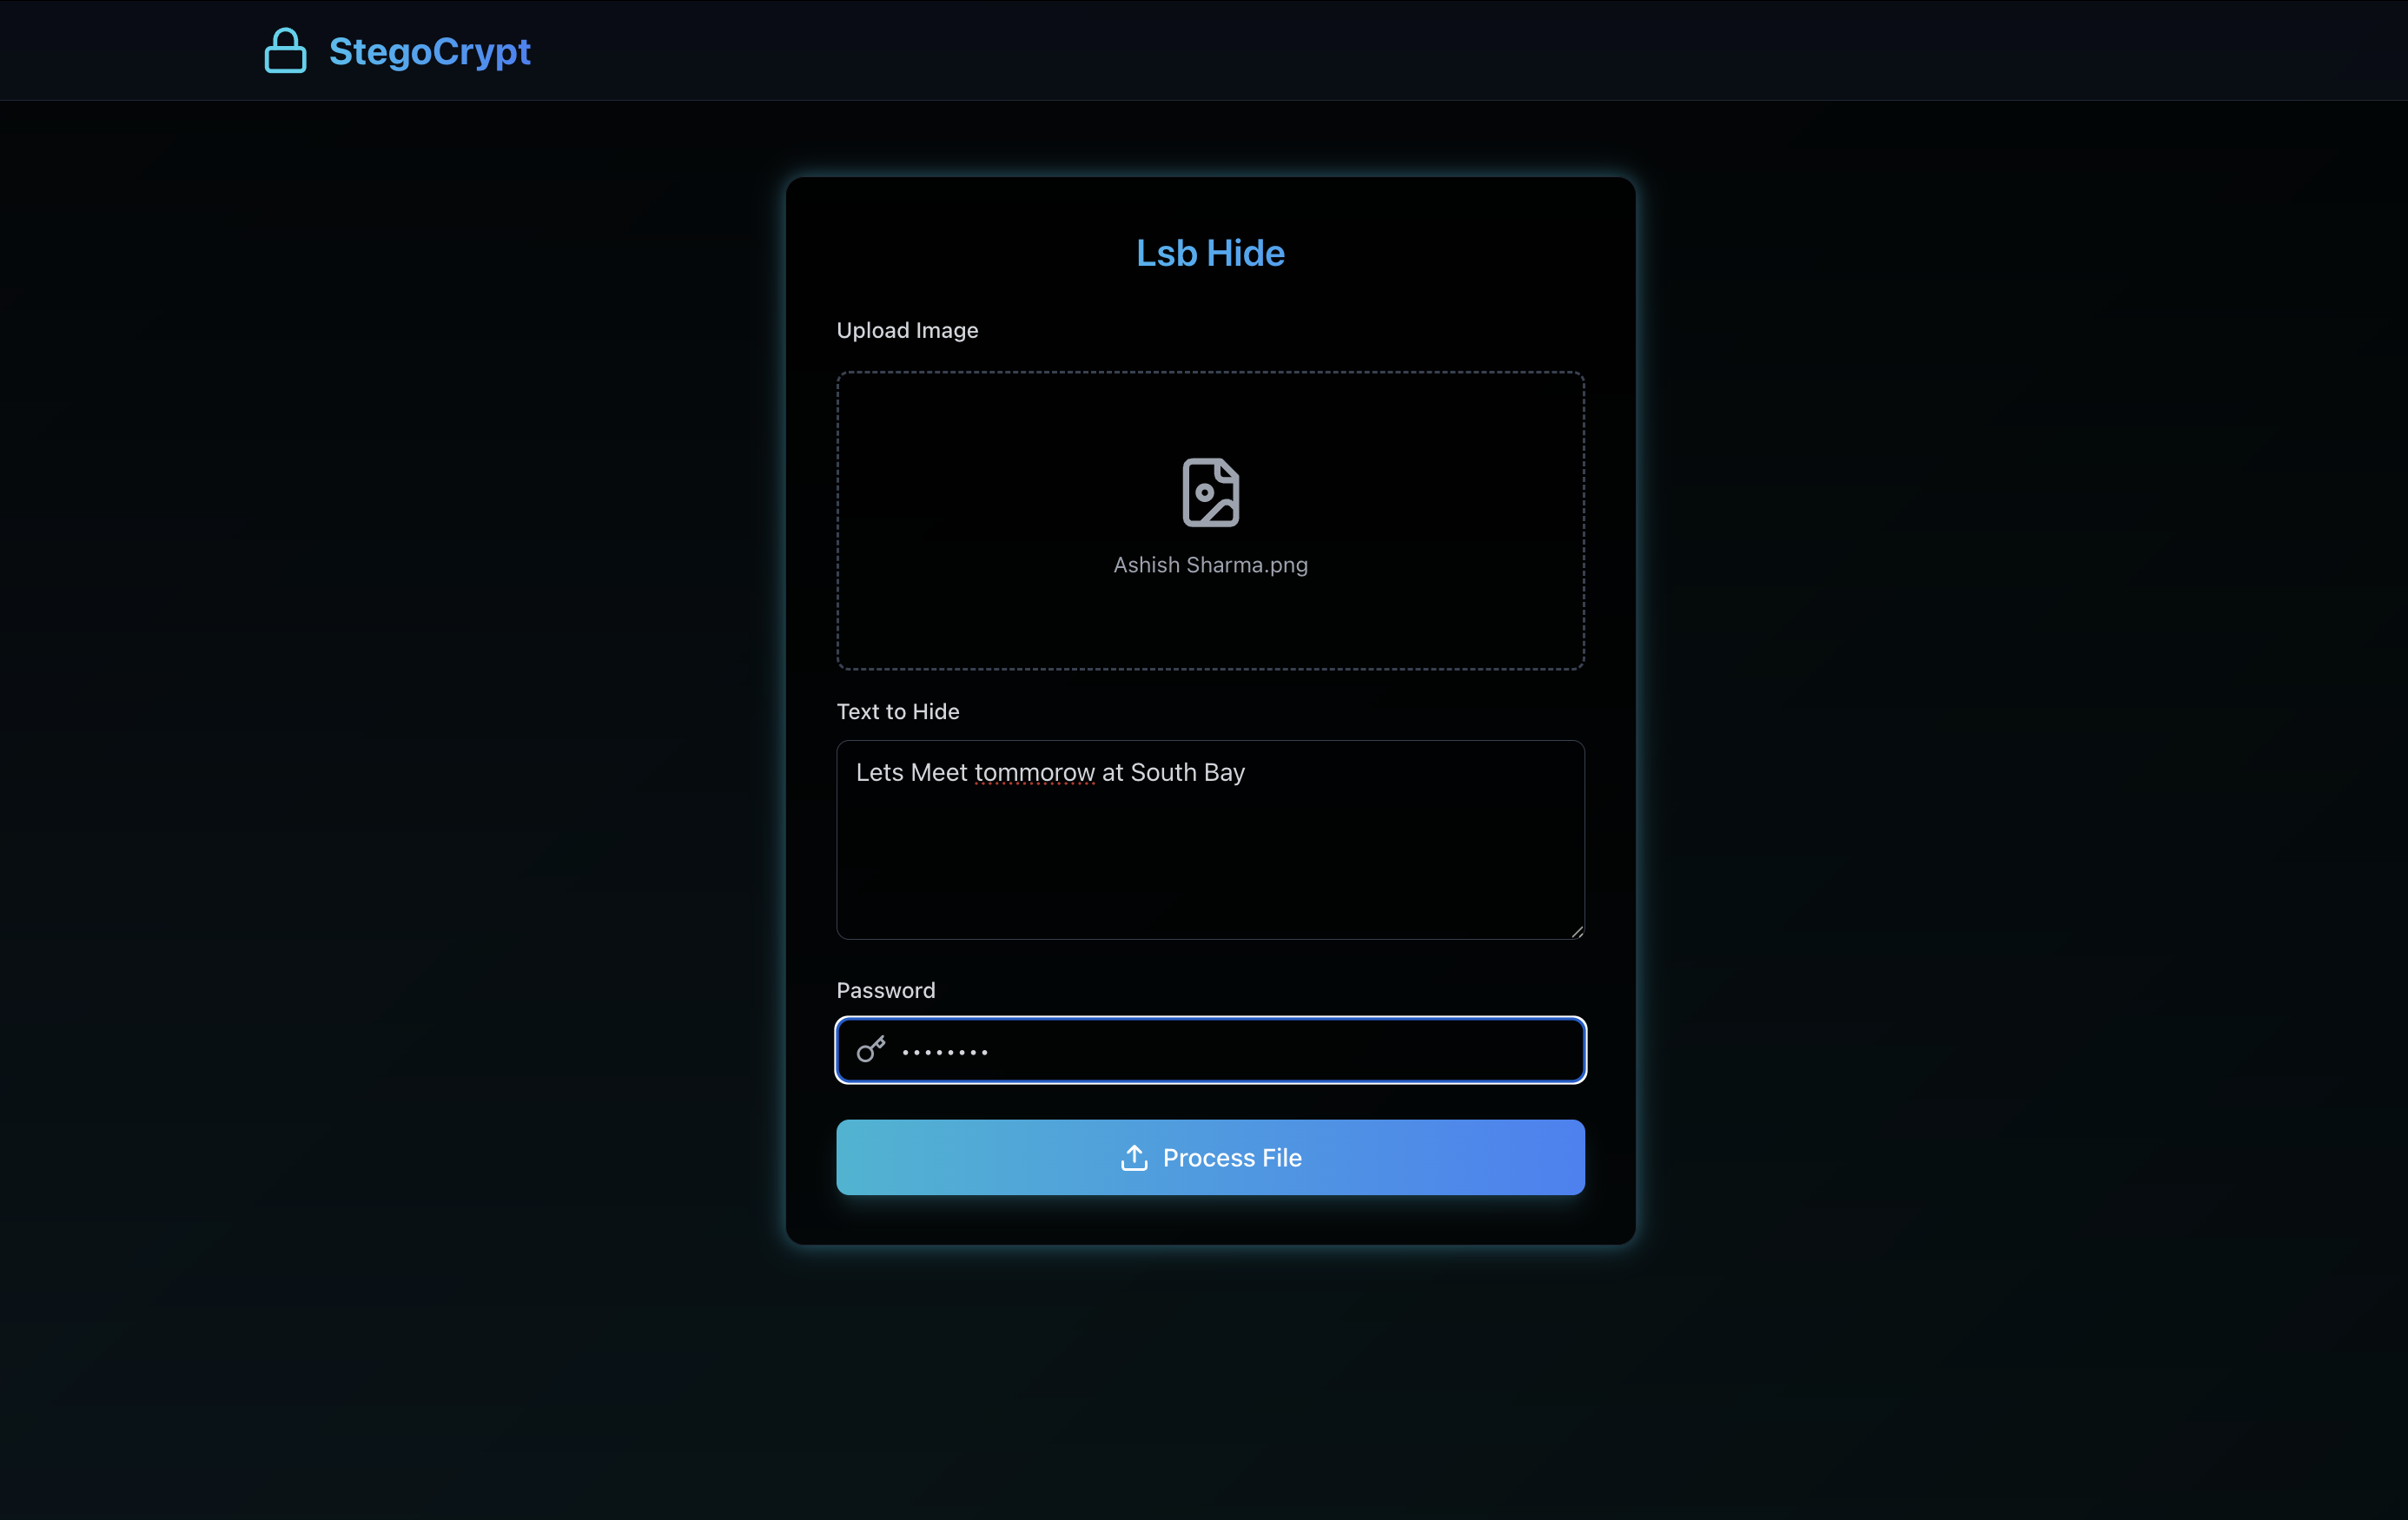 StegoCrypt
Lsb Hide
Upload Image
Ashish Sharma.png
Text to Hide
Lets Meet tommorow at South Bay
Password
••••••••
Process File